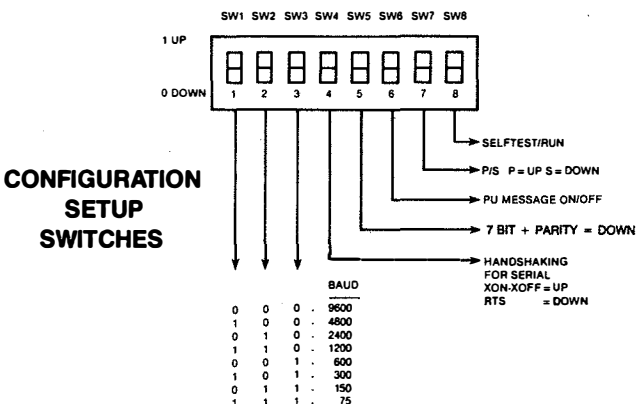 SW1 SW2 SW3 SW4 SW5 SW6 SW7 SW8
1 UP
0 DOWN
1 2 3 4 5 6 7 8
CONFIGURATION
SETUP
SWITCHES
SELFTEST/RUN
P/S P = UP S = DOWN
PU MESSAGE ON/OFF
7 BIT + PARITY = DOWN
HANDSHAKING
FOR SERIAL
XON-XOFF = UP
RTS = DOWN
BAUD
0 0 0 . 9600
1 0 0 . 4800
0 1 0 . 2400
1 1 0 . 1200
0 0 1 . 600
1 0 1 . 300
0 1 1 . 150
1 1 1 . 75